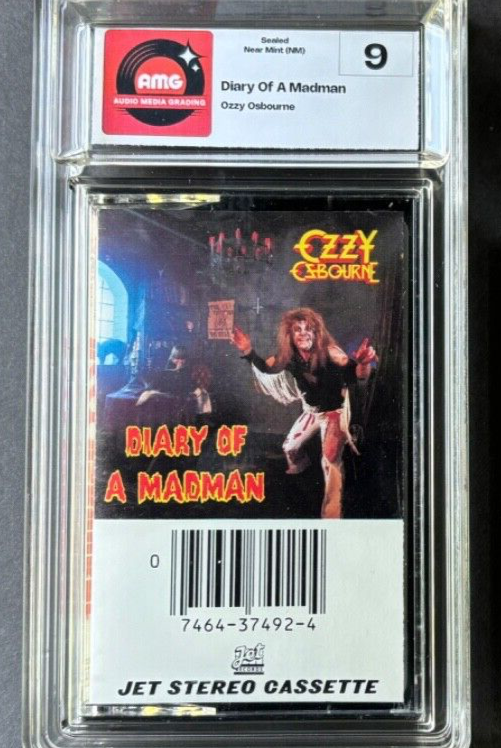 AMG
AUDIO MEDIA GRADING
Sealed
Near Mint (NM)
9
Diary Of A Madman
Ozzy Osbourne
OZZY
OSBOURNE
DIARY OF
A MADMAN
0
7464-37492-4
Jet
RECORDS
JET STEREO CASSETTE